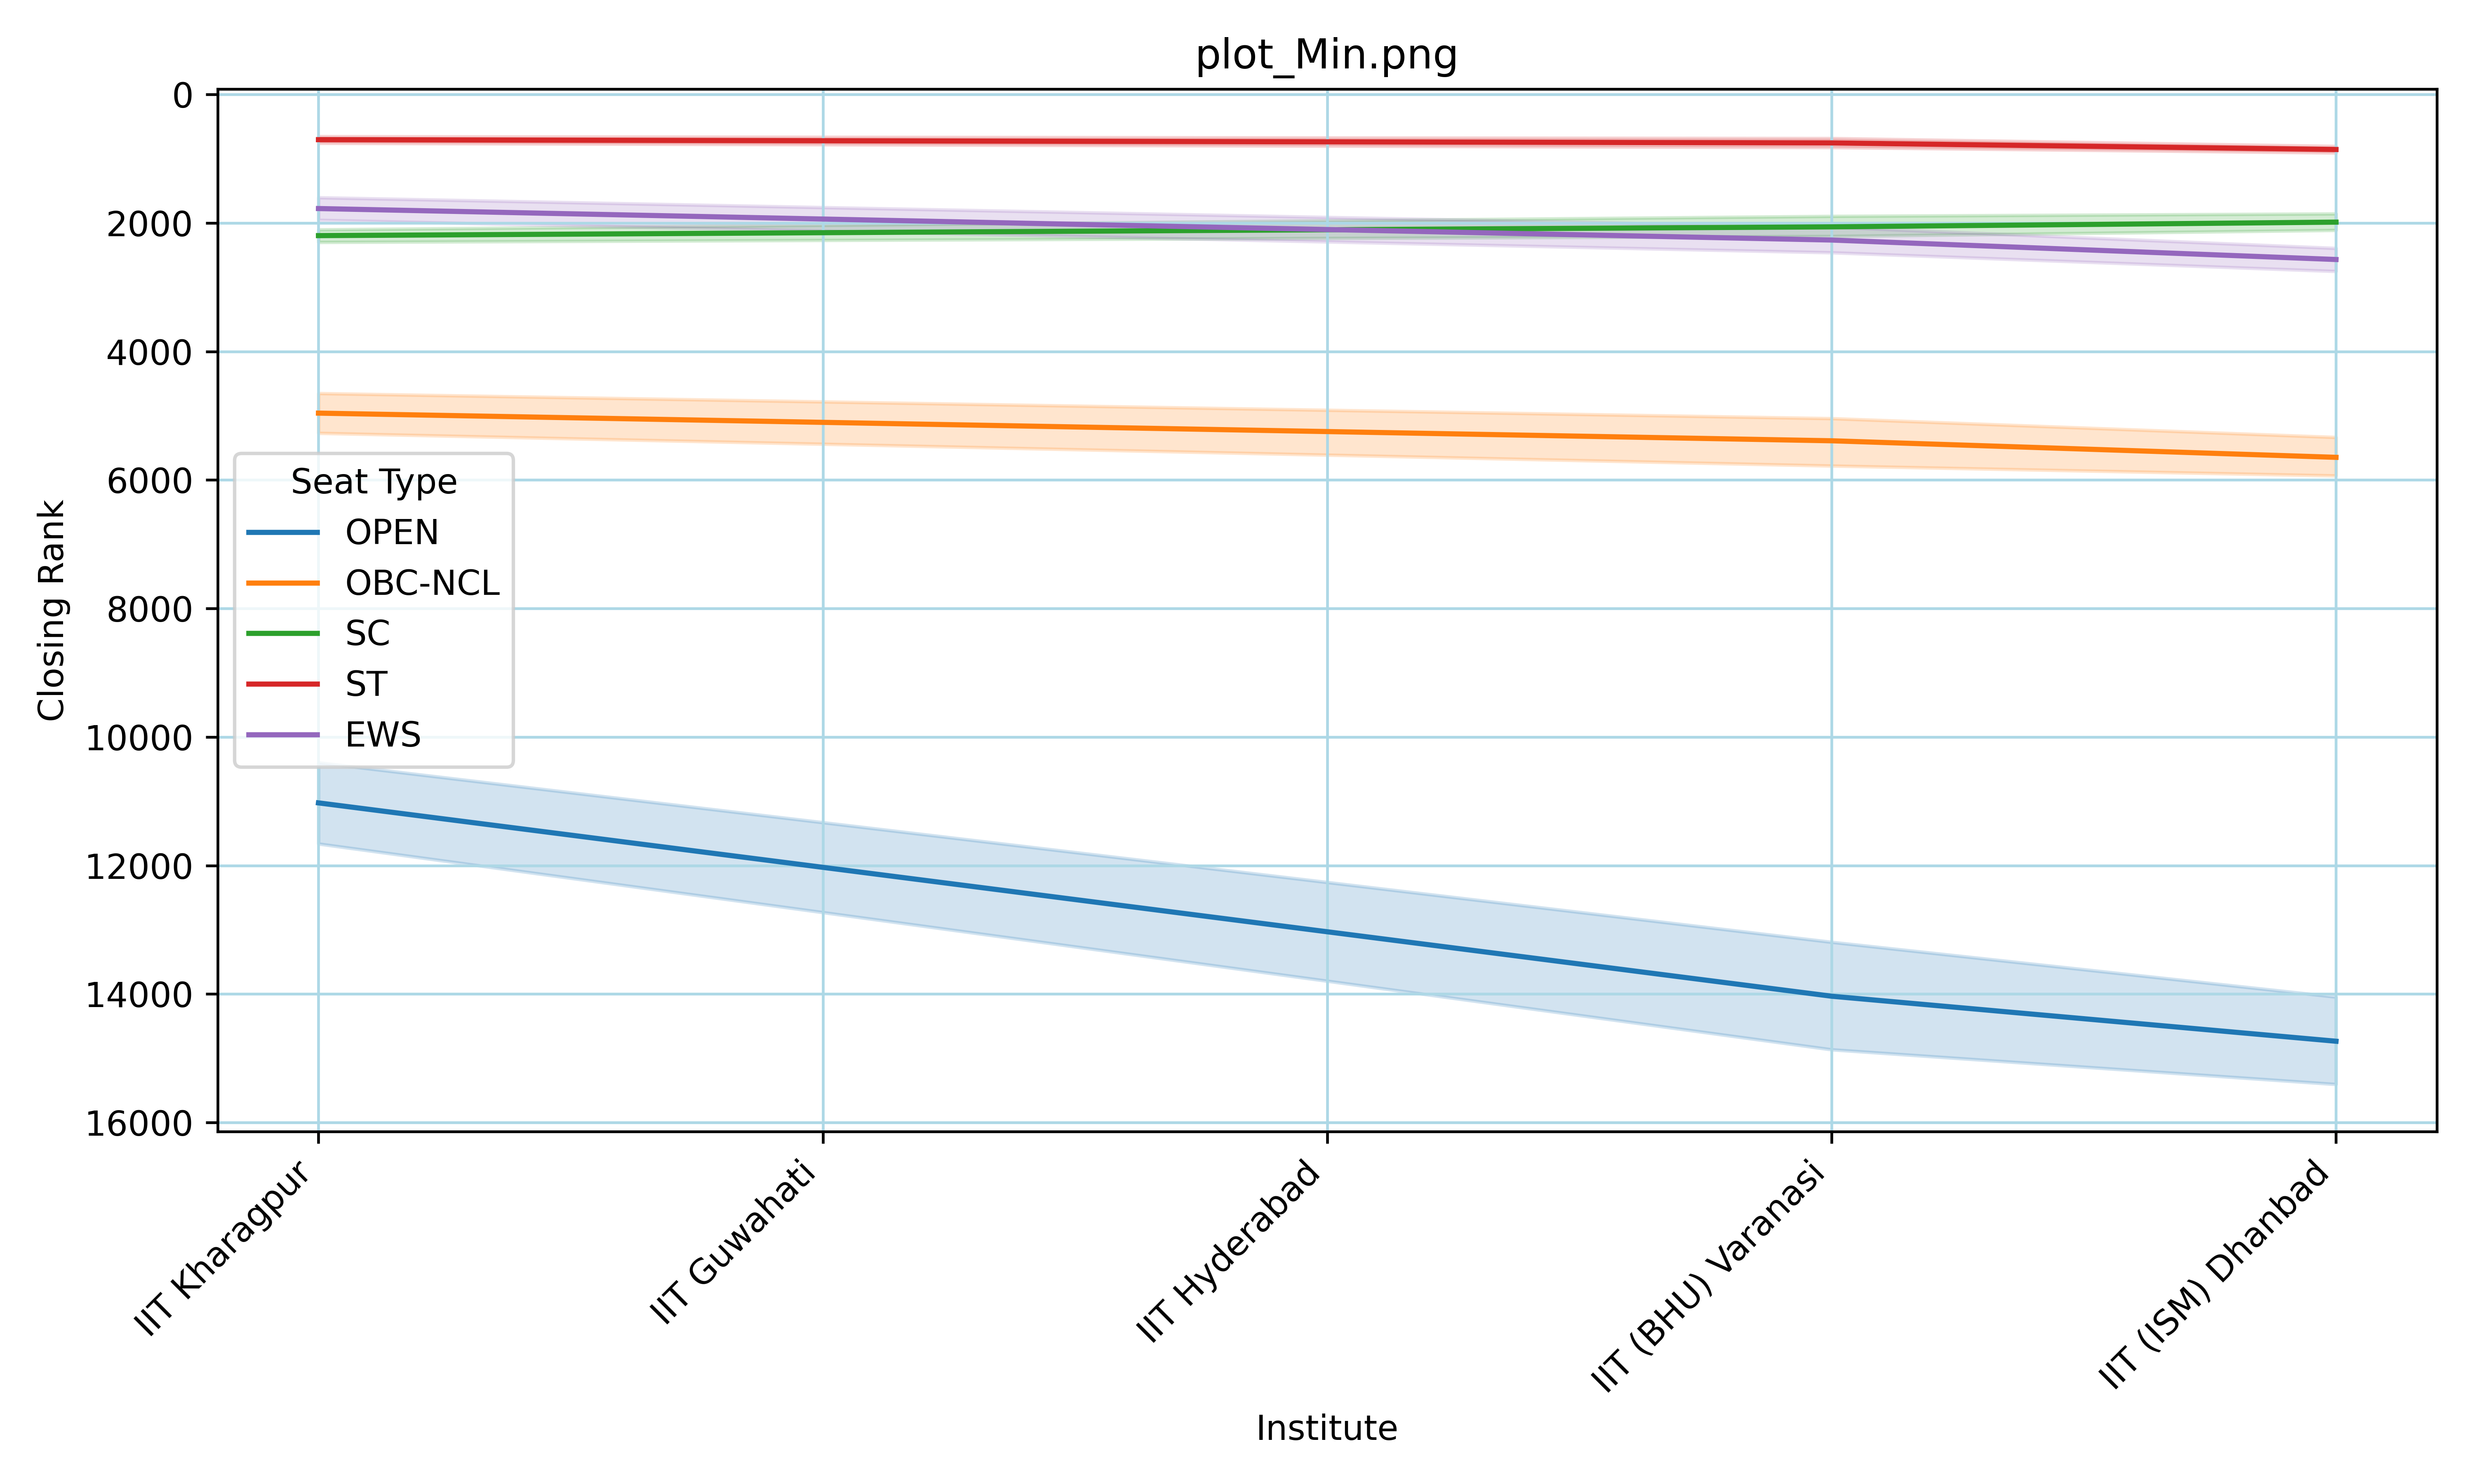 plot_Min.png
Closing Rank
0
2000
4000
6000
8000
10000
12000
14000
16000
Seat Type
OPEN
OBC-NCL
SC
ST
EWS
IIT Kharagpur
IIT Guwahati
IIT Hyderabad
IIT (BHU) Varanasi
IIT (ISM) Dhanbad
Institute